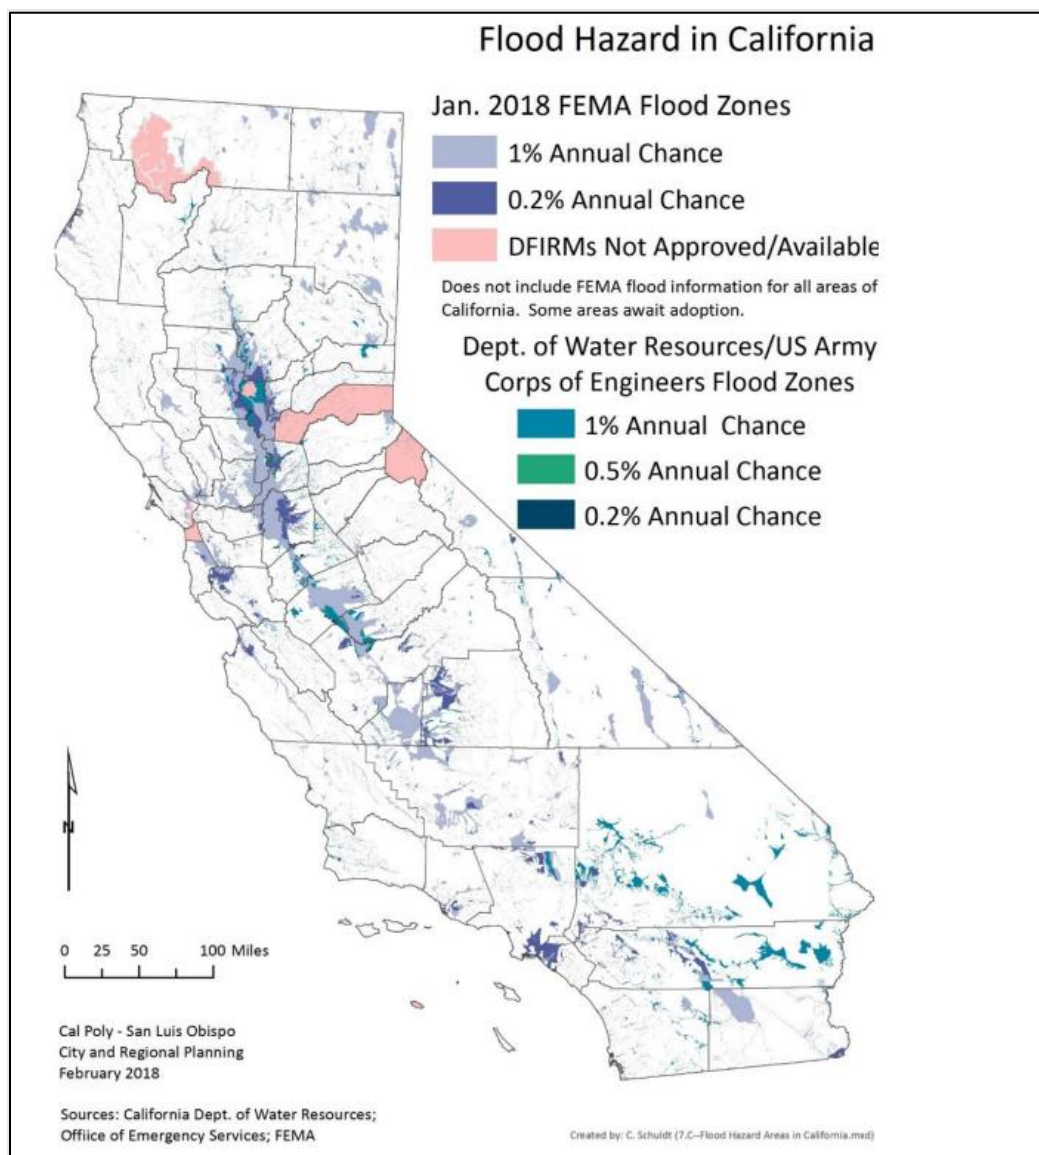 Flood Hazard in California
Jan. 2018 FEMA Flood Zones
1% Annual Chance
0.2% Annual Chance
DFIRMs Not Approved/Available
Does not include FEMA flood information for all areas of
California. Some areas await adoption.
Dept. of Water Resources/US Army
Corps of Engineers Flood Zones
1% Annual Chance
0.5% Annual Chance
0.2% Annual Chance
N
0 25 50 100 Miles
Cal Poly - San Luis Obispo
City and Regional Planning
February 2018
Sources: California Dept. of Water Resources;
Offiice of Emergency Services; FEMA
Created by: C. Schuldt (7.C--Flood Hazard Areas in California.mxd)